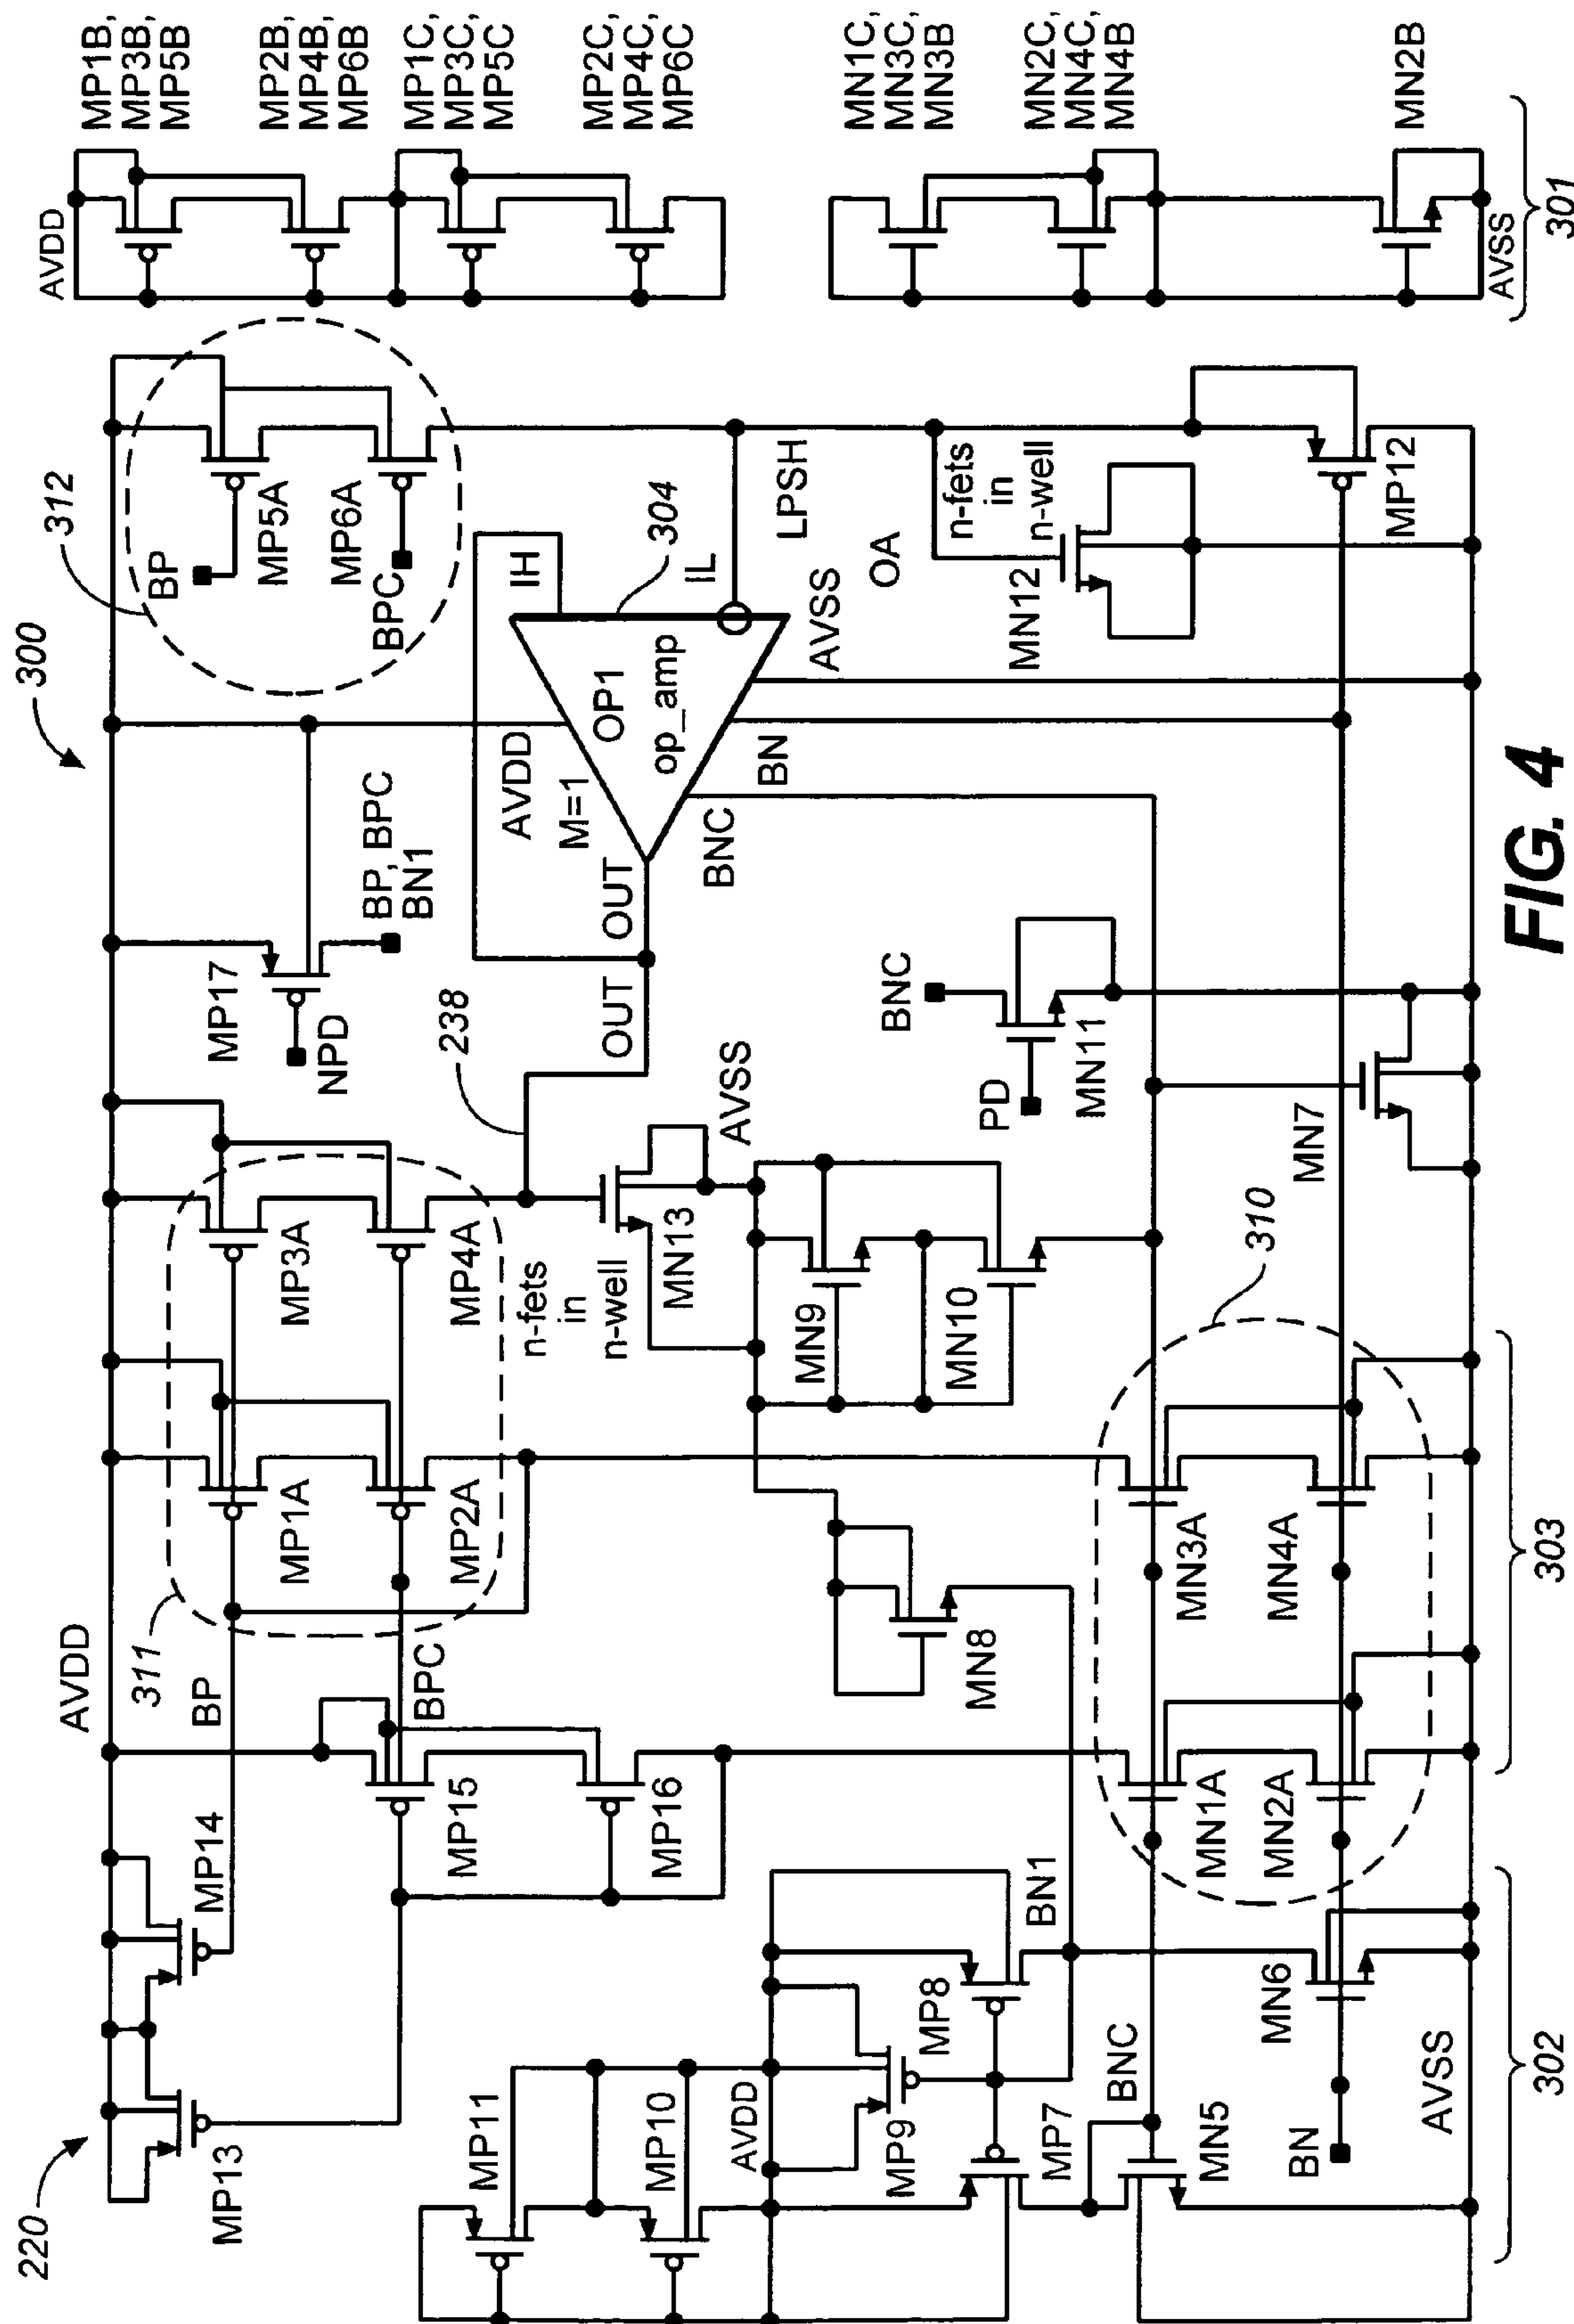 220
300
AVDD
MP13
MP14
BP
311
MP1A
MP3A
MP2A
MP4A
BPC
MP15
MP16
MP17
NPD
BP, BPC
BN1
312
BP
MP5A
MP6A
BPC
AVDD
MP1B,
MP3B,
MP5B
MP2B,
MP4B,
MP6B
MP1C,
MP3C,
MP5C
MP2C,
MP4C,
MP6C
238
OUT
OUT
AVDD
M=1
OP1
op_amp
IH
304
IL
LPSH
BNC
BN
AVSS
OA
n-fets
in
n-well
MN13
AVSS
n-fets
in
n-well
MN12
MP12
MP11
MP10
AVDD
MP9
MP8
MP7
BN1
BNC
MN5
MN6
BN
AVSS
MN8
MN9
MN10
BNC
PD
MN11
MN7
310
MN1A
MN2A
MN3A
MN4A
MN1C,
MN3C,
MN3B
MN2C,
MN4C,
MN4B
MN2B
AVSS
302
303
301
FIG. 4